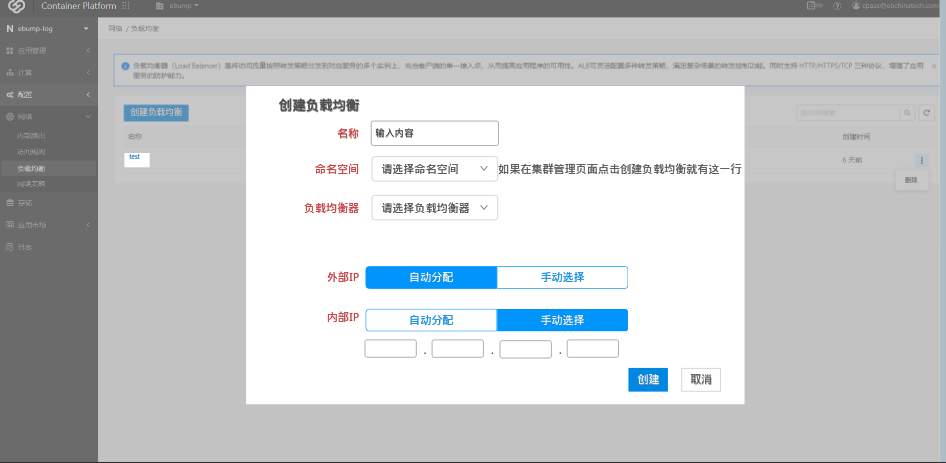 Container Platform
ebump
cpaas@ebchinatech.com
N ebump-log
网络 / 负载均衡
应用管理
计算
配置
网络
内部路由
访问规则
负载均衡
网络策略
存储
应用市场
日志
负载均衡器（Load Balancer）是将访问流量按照转发策略分发到对应服务的多个实例上，充当客户端的单一接入点，从而提高应用程序的可用性。ALB可灵活配置多种转发策略，满足复杂场景的转发控制功能。同时支持 HTTP/HTTPS/TCP 三种协议，增强了应用
服务的防护能力。
创建负载均衡
名称
创建时间
test
6 天前
删除
创建负载均衡
名称 输入内容
命名空间 请选择命名空间 如果在集群管理页面点击创建负载均衡就有这一行
负载均衡器 请选择负载均衡器
外部IP 自动分配 手动选择
内部IP 自动分配 手动选择
. . .
创建 取消